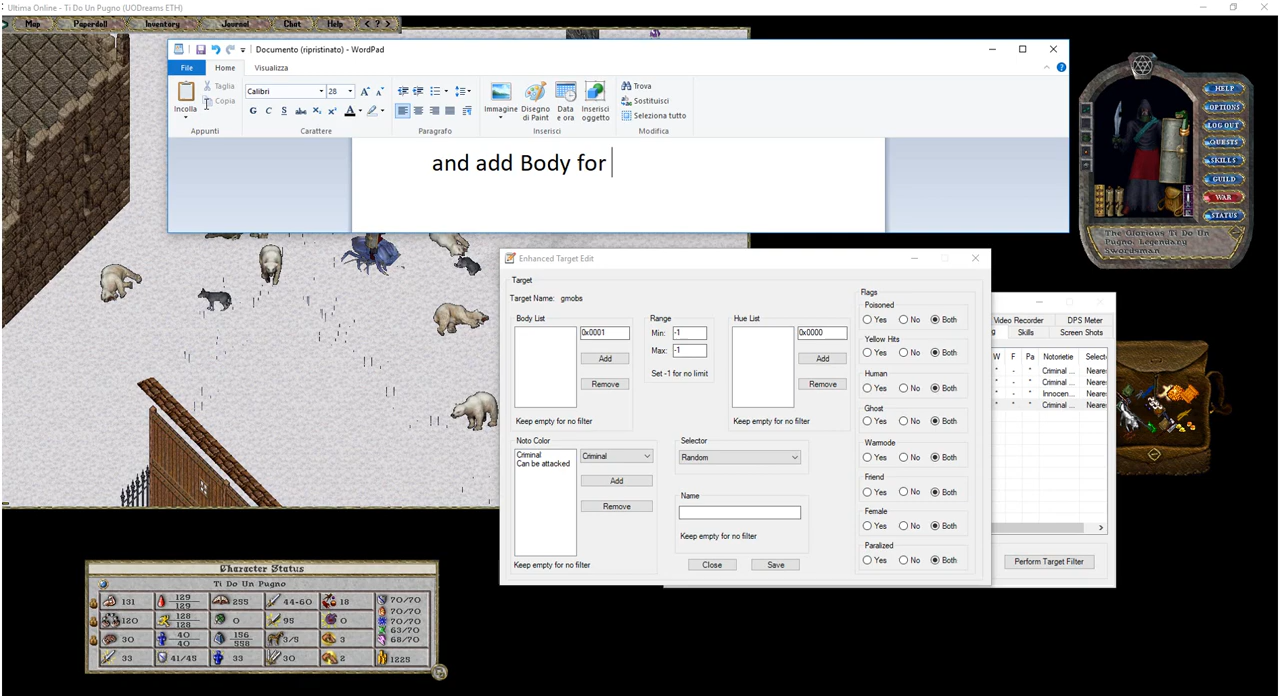 Ultima Online - Ti Do Un Pugno (UODreams ETH)
Map Paperdoll Inventory Journal Chat Help < ? >
Documento (ripristinato) - WordPad
File Home Visualizza
Incolla
Taglia
Copia
Appunti
Calibri 28
G C S abc X₂ X² A
Carattere
Paragrafo
Immagine
Disegno di Paint
Data e ora
Inserisci oggetto
Inserisci
Trova
Sostituisci
Seleziona tutto
Modifica
and add Body for
HELP
OPTIONS
LOG OUT
QUESTS
SKILLS
GUILD
WAR
STATUS
The Glorious Ti Do Un
Pugno, Legendary
Swordsman
Enhanced Target Edit
Target
Target Name: gmobs
Body List
0x0001
Add
Remove
Keep empty for no filter
Range
Min: -1
Max: -1
Set -1 for no limit
Hue List
0x0000
Add
Remove
Keep empty for no filter
Noto Color
Criminal
Can be attacked
Criminal
Add
Remove
Keep empty for no filter
Selector
Random
Name
Keep empty for no filter
Close Save
Flags
Poisoned
Yes No Both
Yellow Hits
Yes No Both
Human
Yes No Both
Ghost
Yes No Both
Warmode
Yes No Both
Friend
Yes No Both
Female
Yes No Both
Paralized
Yes No Both
Video Recorder DPS Meter
Skills Screen Shots
W F Pa Notorietie Selecto
* - * Criminal ... Neares
* - * Criminal ... Neares
* - * Innocen... Neares
* * * Criminal ... Neares
Perform Target Filter
Character Status
Ti Do Un Pugno
131 129 129 255 44-60 18 70/70
70/70
120 128 128 0 95 0 70/70
63/70
30 40 40 156 558 3/5 3 68/70
33 41/45 33 30 2 1225